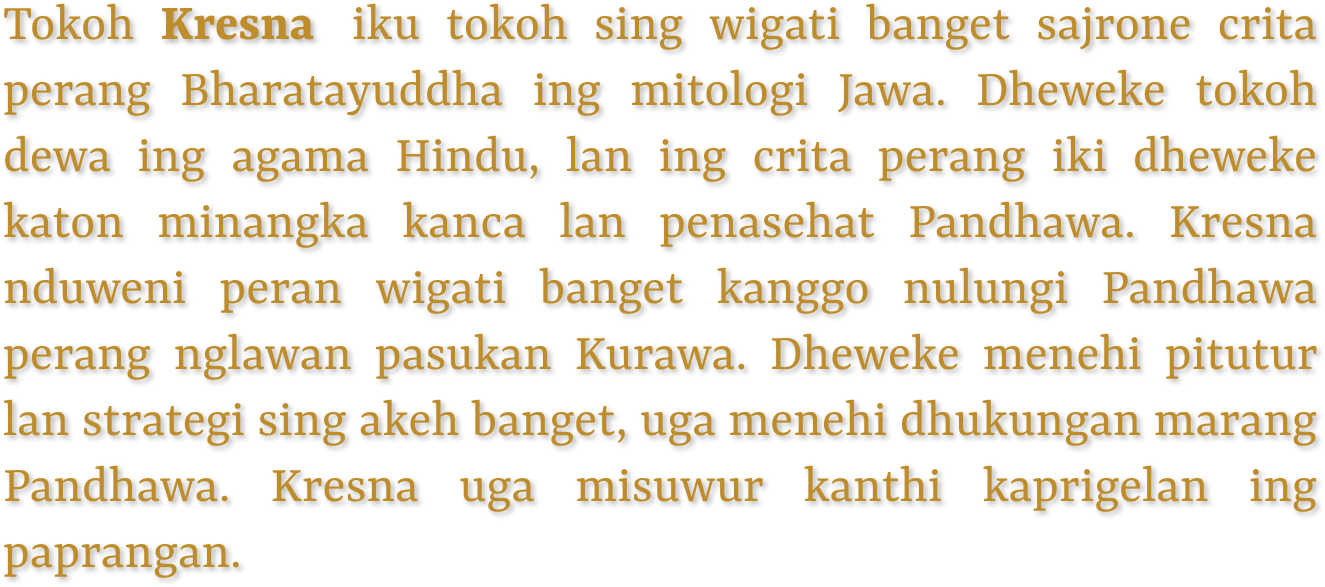 Tokoh Kresna iku tokoh sing wigati banget sajrone crita
perang Bharatayuddha ing mitologi Jawa. Dheweke tokoh
dewa ing agama Hindu, lan ing crita perang iki dheweke
katon minangka kanca lan penasehat Pandhawa. Kresna
nduweni peran wigati banget kanggo nulungi Pandhawa
perang nglawan pasukan Kurawa. Dheweke menehi pitutur
lan strategi sing akeh banget, uga menehi dhukungan marang
Pandhawa. Kresna uga misuwur kanthi kaprigelan ing
paprangan.